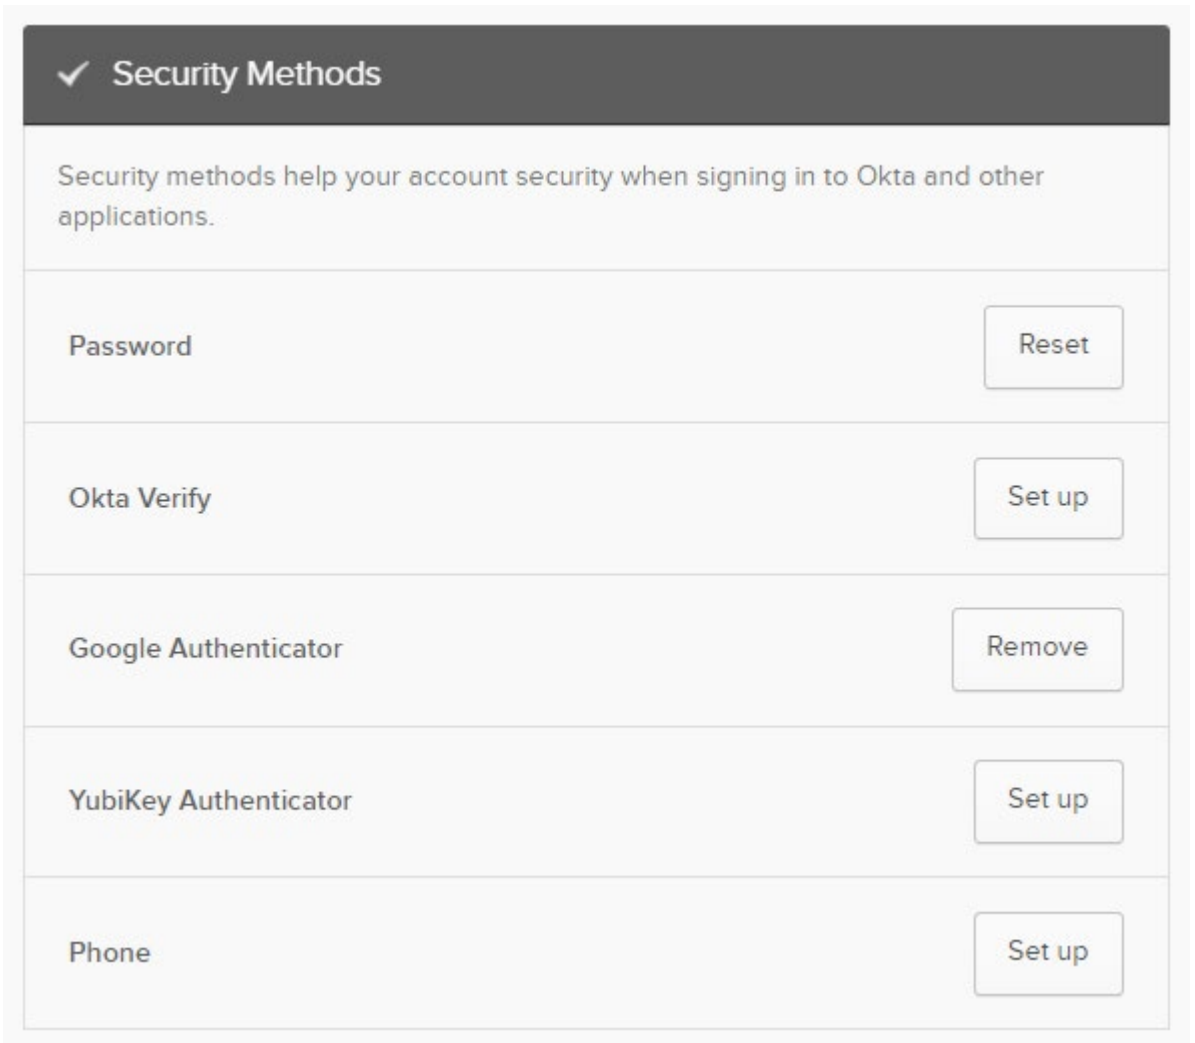 Security Methods
Security methods help your account security when signing in to Okta and other
applications.
Password
Reset
Okta Verify
Set up
Google Authenticator
Remove
YubiKey Authenticator
Set up
Phone
Set up